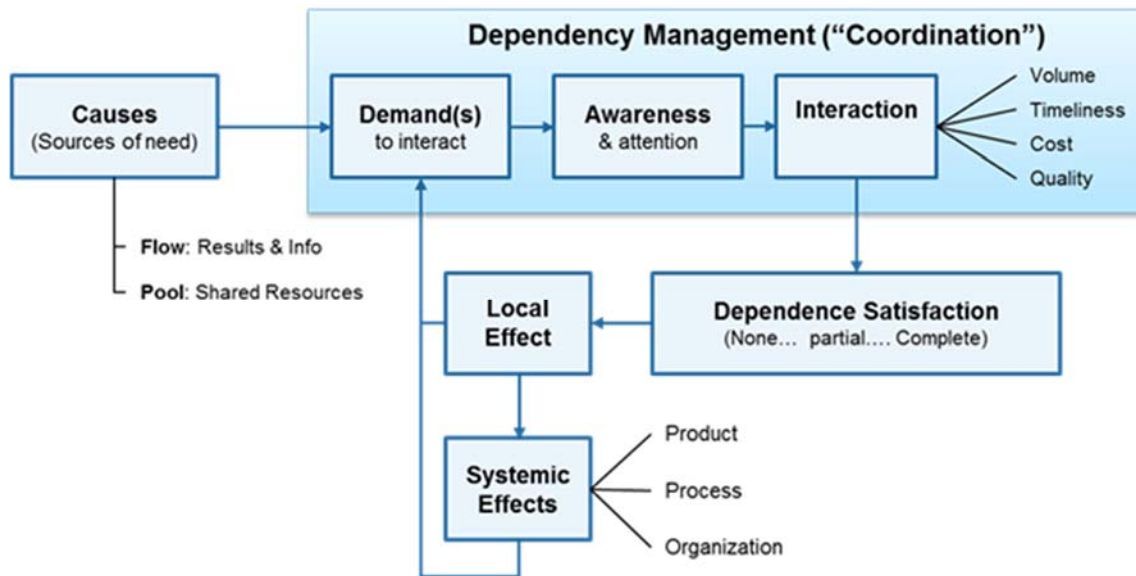 Dependency Management (“Coordination”)
Causes
(Sources of need)
Demand(s)
to interact
Awareness
& attention
Interaction
Volume
Timeliness
Cost
Quality
Flow: Results & Info
Pool: Shared Resources
Local
Effect
Dependence Satisfaction
(None... partial.... Complete)
Systemic
Effects
Product
Process
Organization